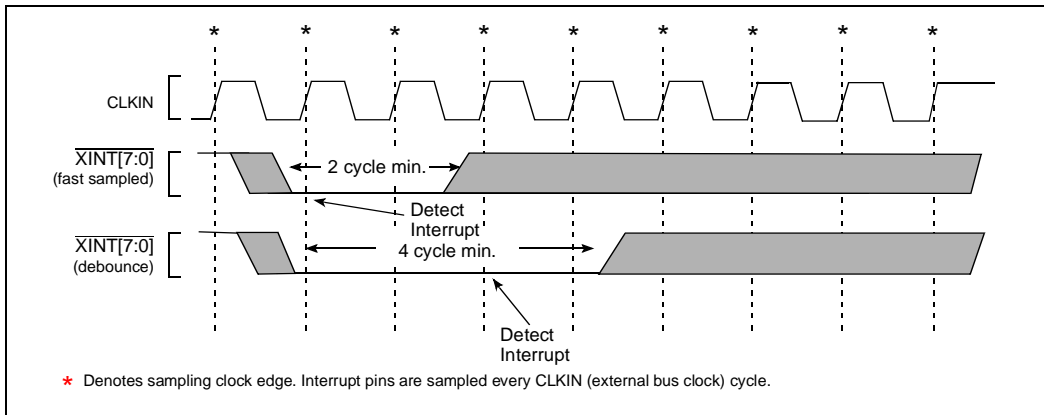 * * * * * * * * *
CLKIN
XINT[7:0]
(fast sampled)
2 cycle min.
Detect
Interrupt
XINT[7:0]
(debounce)
4 cycle min.
Detect
Interrupt
* Denotes sampling clock edge. Interrupt pins are sampled every CLKIN (external bus clock) cycle.